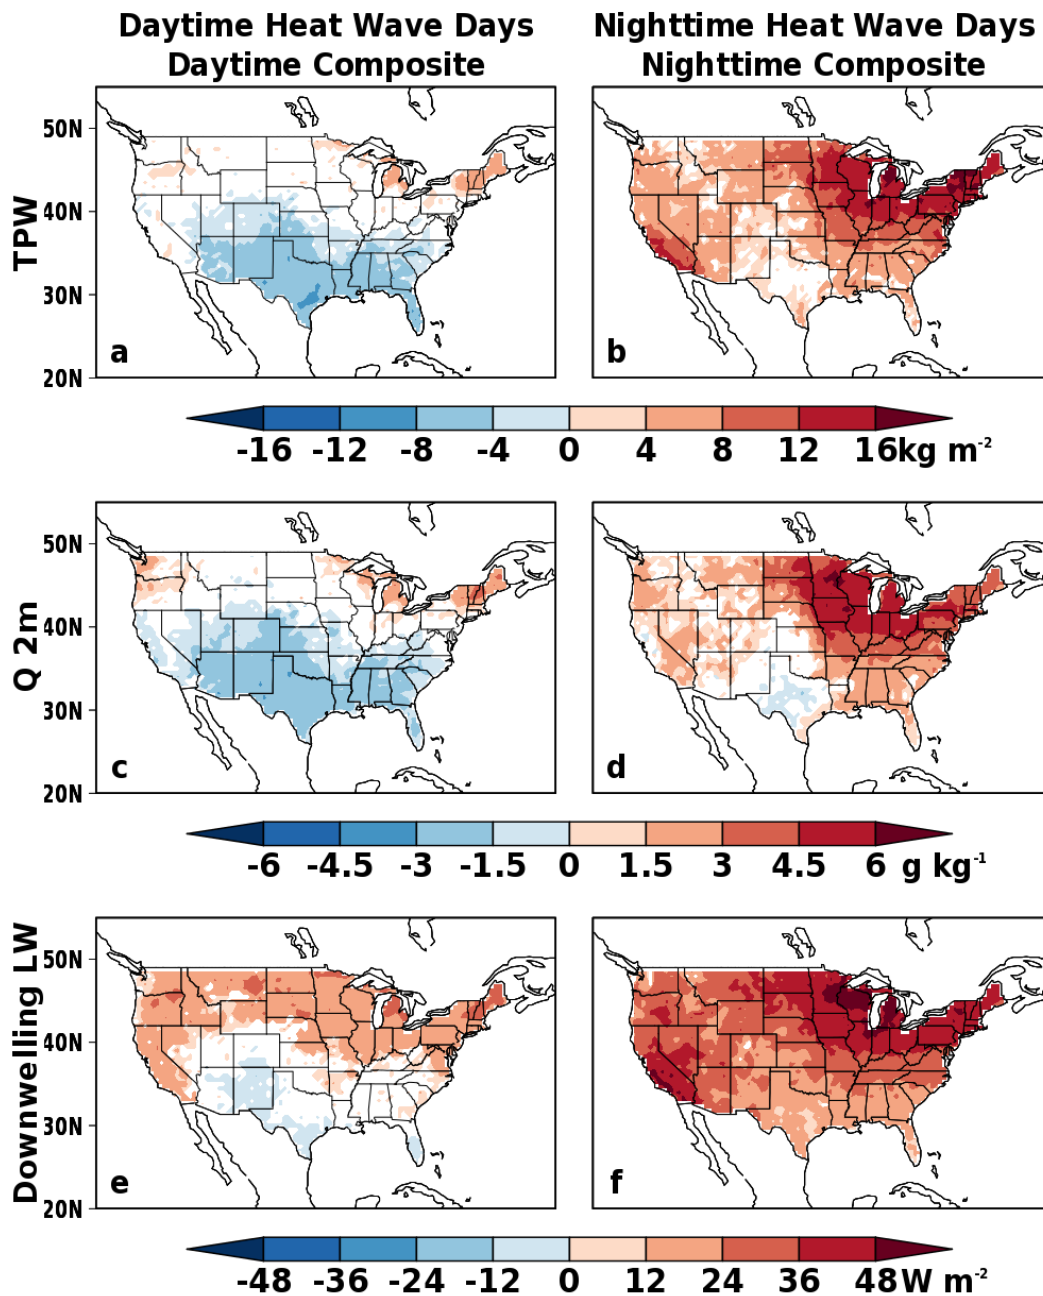 Daytime Heat Wave Days
Daytime Composite
Nighttime Heat Wave Days
Nighttime Composite
TPW
50N
40N
30N
20N
a
b
-16 -12 -8 -4 0 4 8 12 16kg m⁻²
Q 2m
50N
40N
30N
20N
c
d
-6 -4.5 -3 -1.5 0 1.5 3 4.5 6 g kg⁻¹
Downwelling LW
50N
40N
30N
20N
e
f
-48 -36 -24 -12 0 12 24 36 48W m⁻²